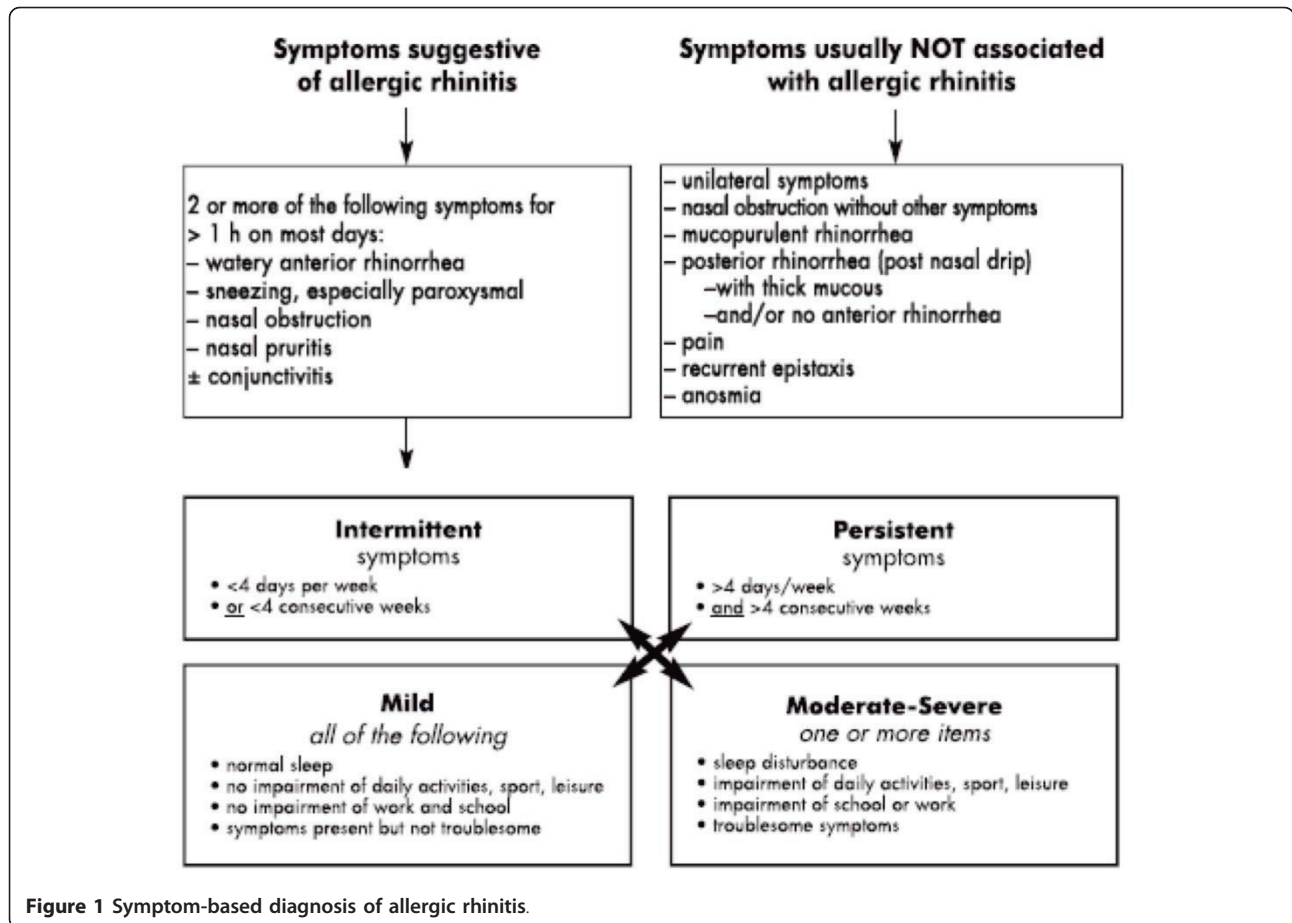 Symptoms suggestive
of allergic rhinitis
2 or more of the following symptoms for
> 1 h on most days:
– watery anterior rhinorrhea
– sneezing, especially paroxysmal
– nasal obstruction
– nasal pruritis
± conjunctivitis
Symptoms usually NOT associated
with allergic rhinitis
– unilateral symptoms
– nasal obstruction without other symptoms
– mucopurulent rhinorrhea
– posterior rhinorrhea (post nasal drip)
–with thick mucous
–and/or no anterior rhinorrhea
– pain
– recurrent epistaxis
– anosmia
Intermittent
symptoms
• <4 days per week
• or <4 consecutive weeks
Persistent
symptoms
• >4 days/week
• and >4 consecutive weeks
Mild
all of the following
• normal sleep
• no impairment of daily activities, sport, leisure
• no impairment of work and school
• symptoms present but not troublesome
Moderate-Severe
one or more items
• sleep disturbance
• impairment of daily activities, sport, leisure
• impairment of school or work
• troublesome symptoms
Figure 1 Symptom-based diagnosis of allergic rhinitis.